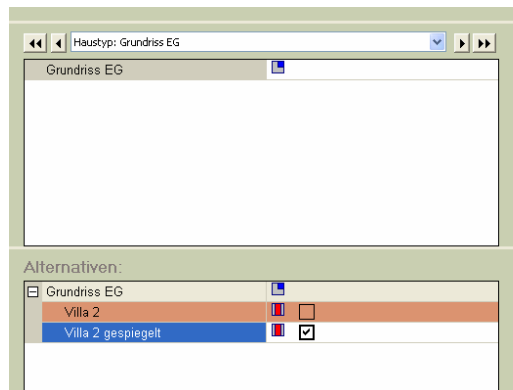 Haustyp: Grundriss EG
Grundriss EG
Alternativen:
Grundriss EG
Villa 2
Villa 2 gespiegelt